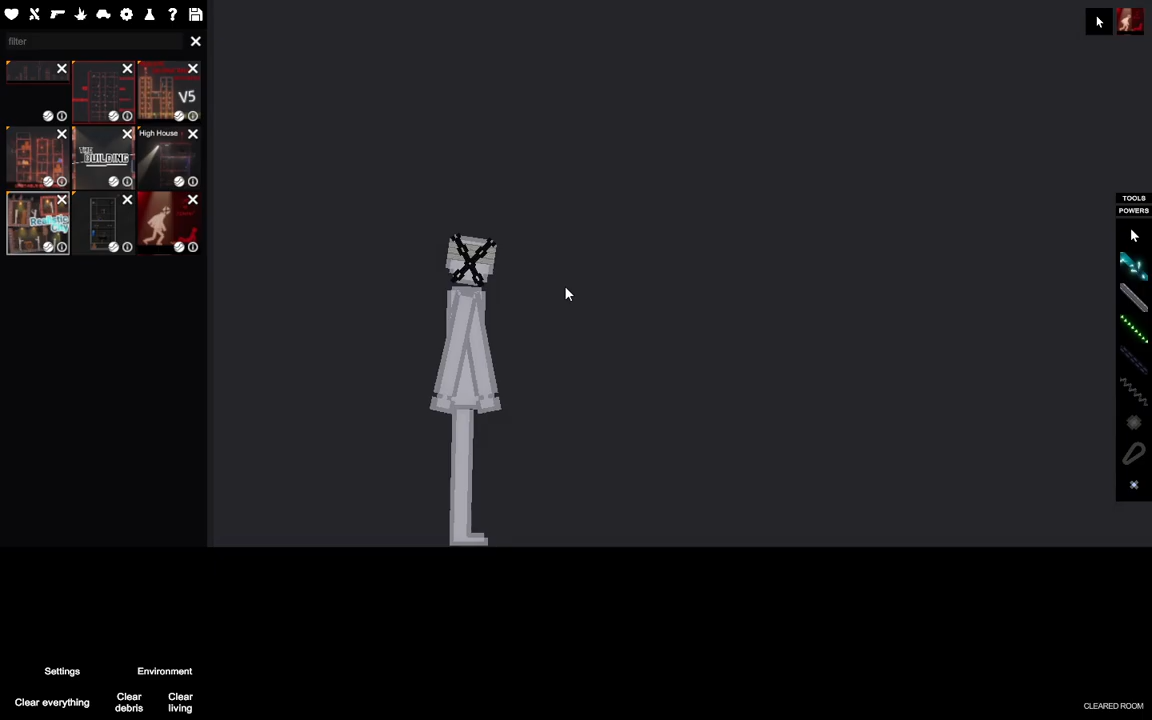 filter
V5
THE
BUILDING
High House
Realistic
City
TOOLS
POWERS
Settings
Environment
Clear everything
Clear
debris
Clear
living
CLEARED ROOM